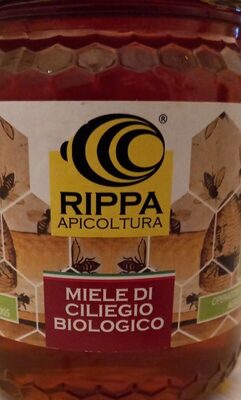 ®
RIPPA
APICOLTURA
MIELE DI
CILIEGIO
BIOLOGICO